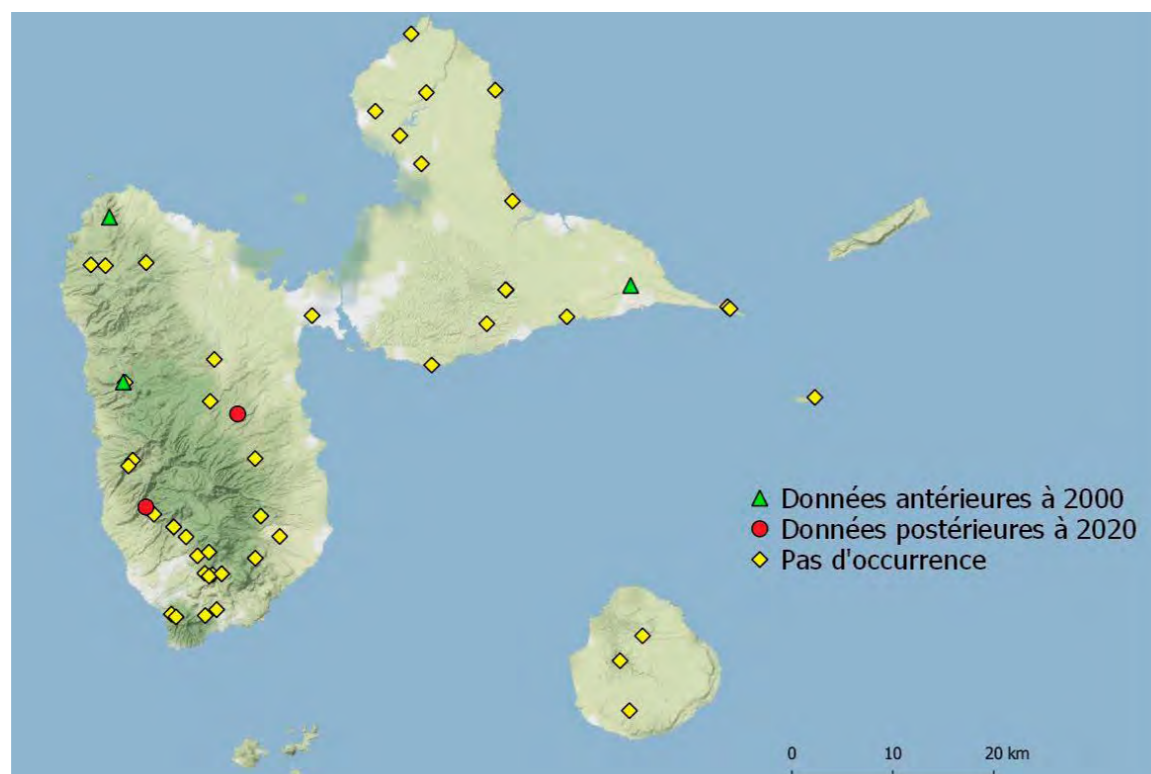 Données antérieures à 2000
Données postérieures à 2020
Pas d'occurrence
0 10 20 km